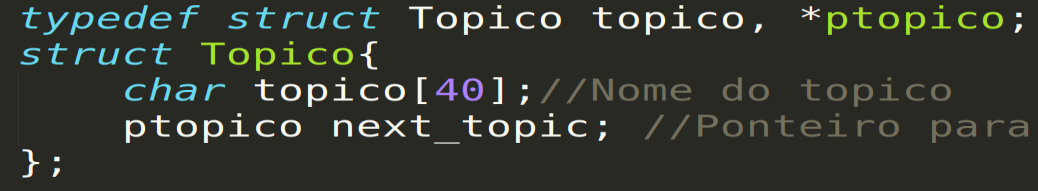 typedef struct Topico topico, *ptopico;
struct Topico{
char topico[40];//Nome do topico
ptopico next_topic; //Ponteiro para
};